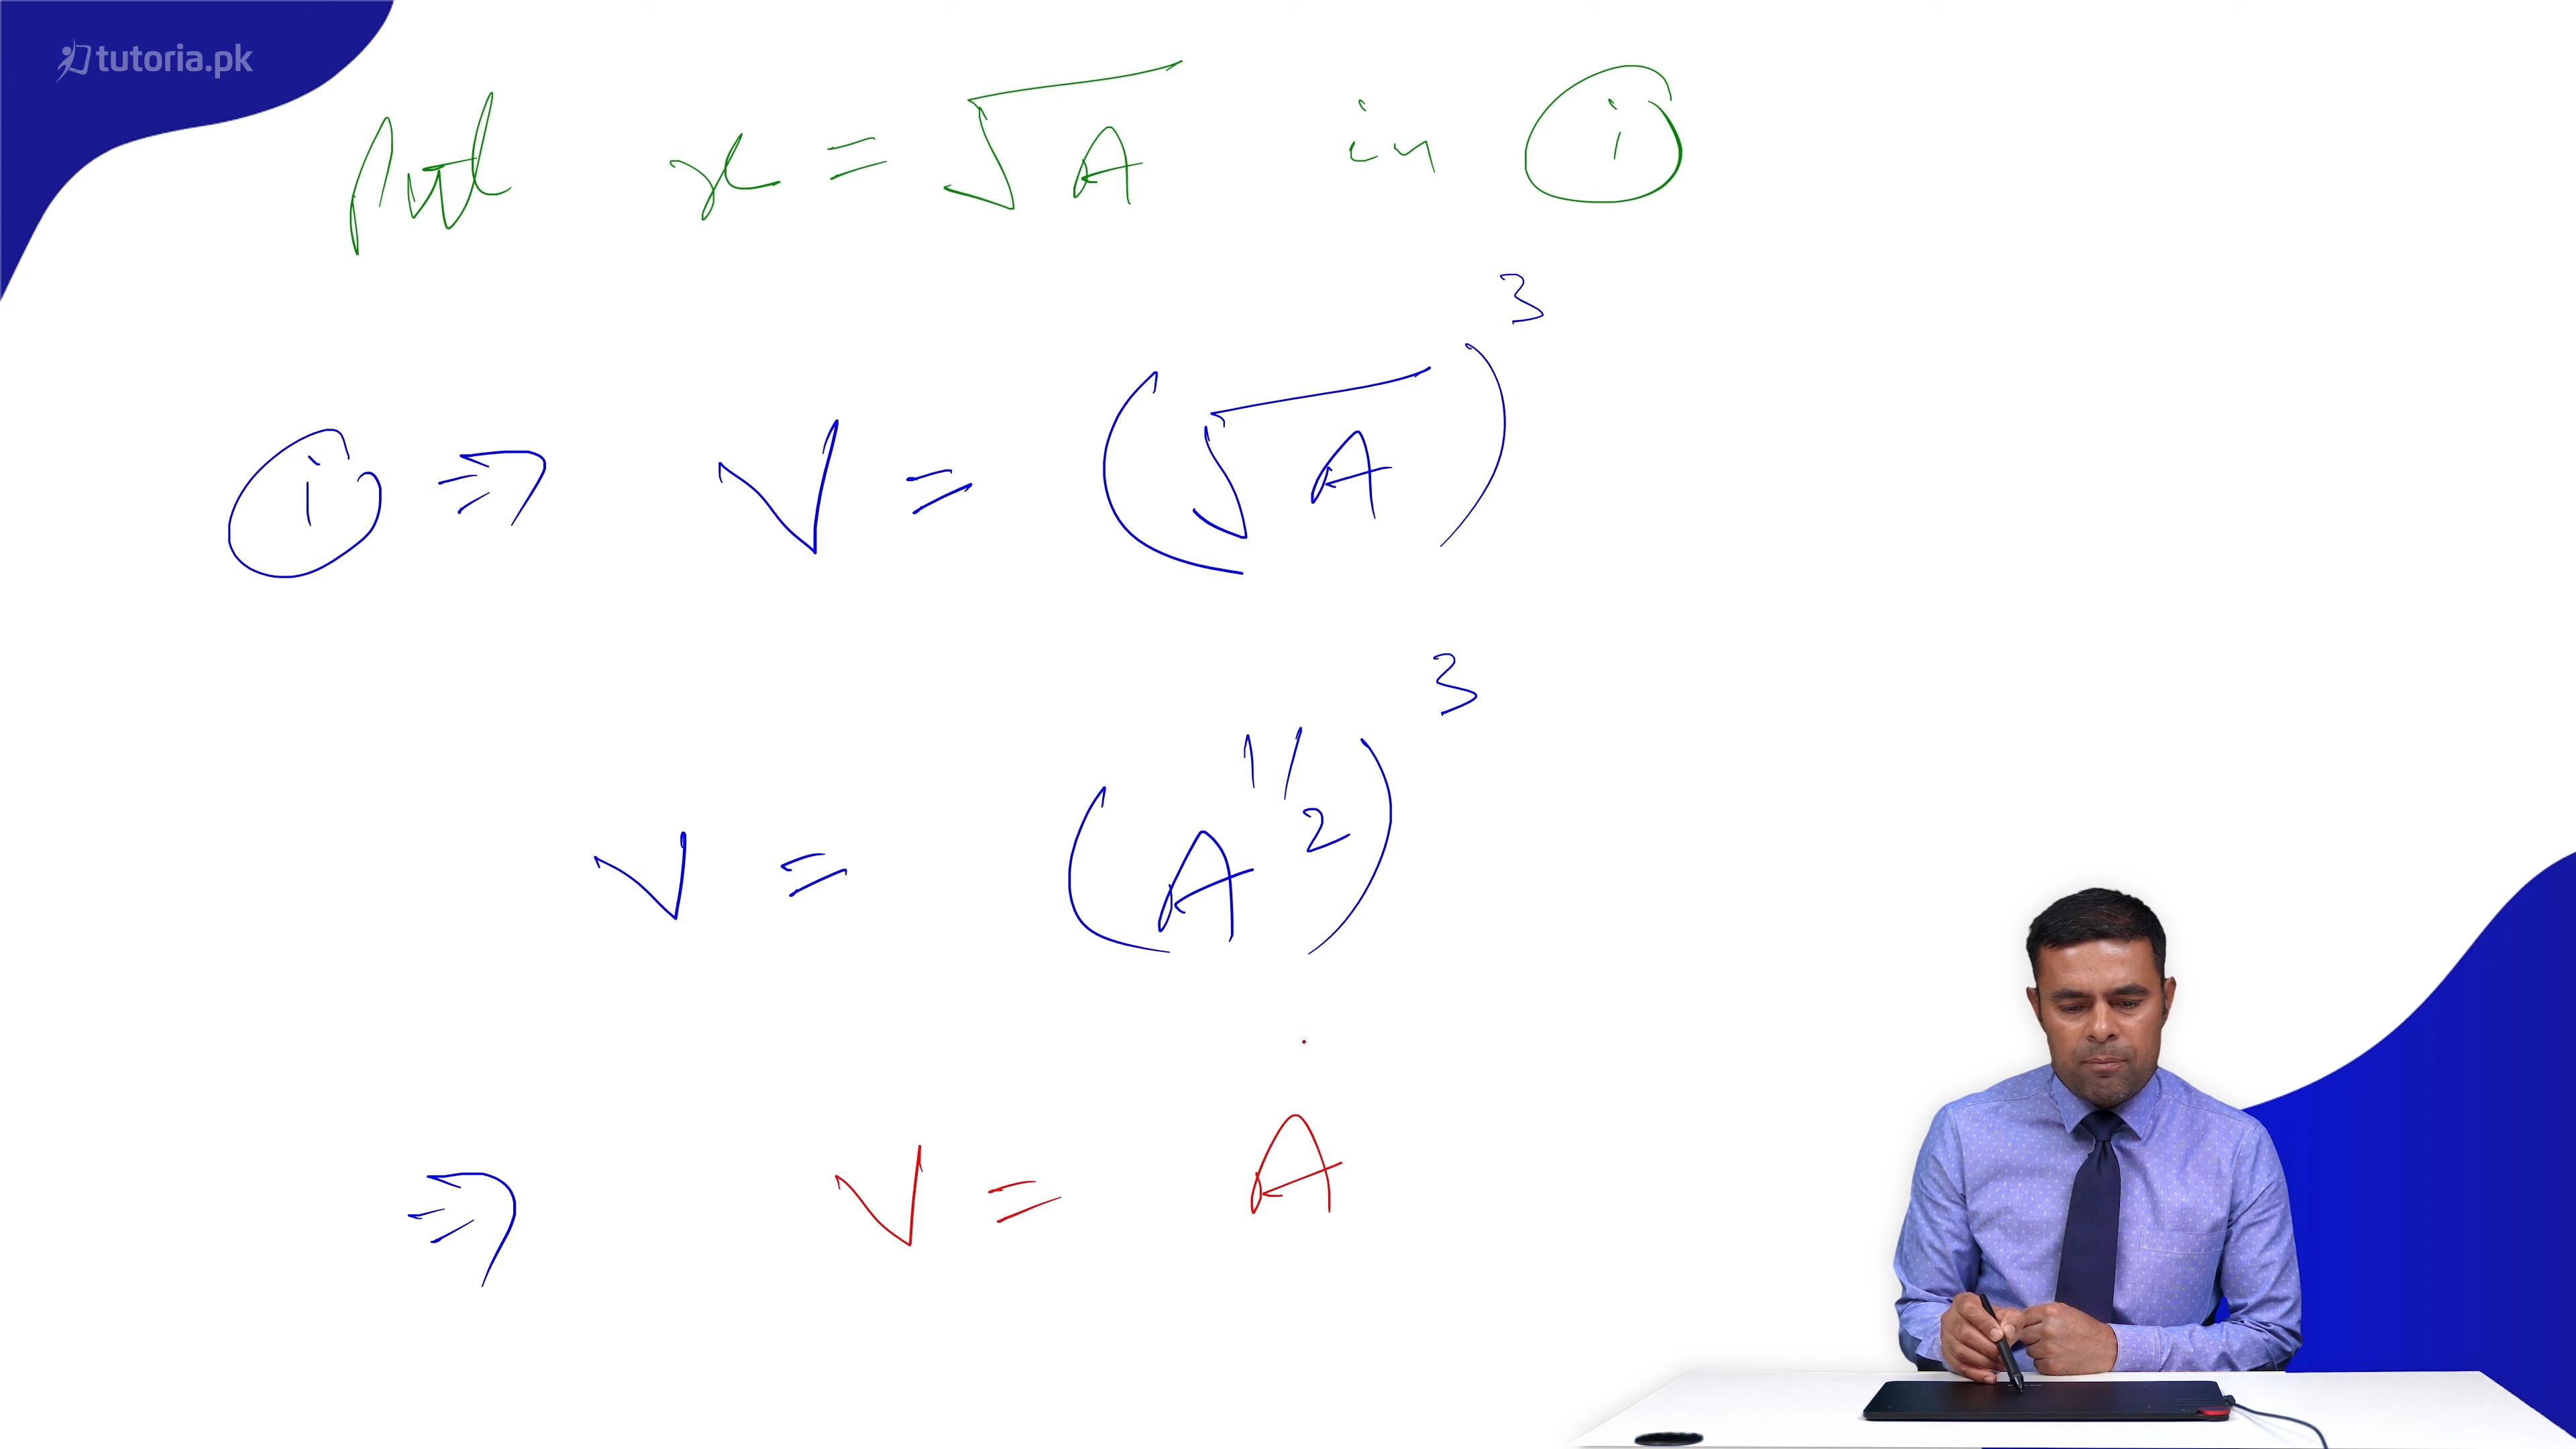 tutoria.pk
Put x = √A in (i)
(i) ⇒ V = (√A)³
V = (A^1/2)³
⇒ V = A